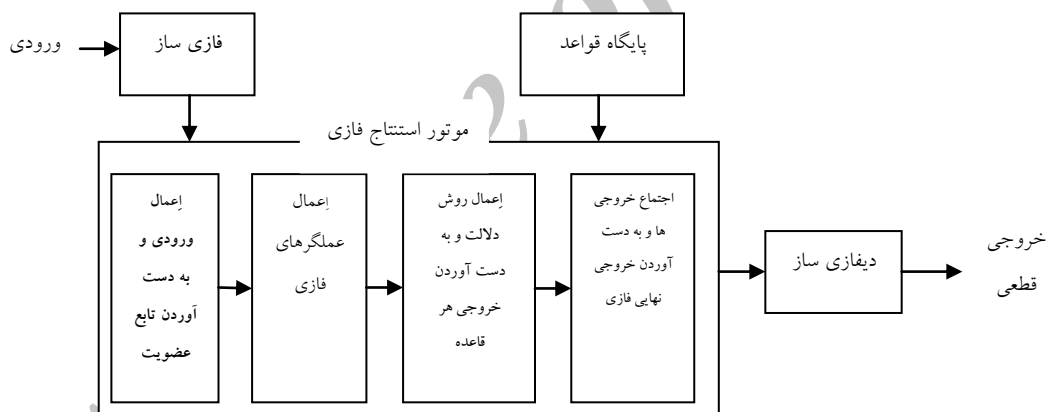 ورودی
فازی ساز
پایگاه قواعد
موتور استنتاج فازی
اِعمال
ورودی و
به دست
آوردن تابع
عضویت
اِعمال
عملگرهای
فازی
اِعمال روش
دلالت و به
دست آوردن
خروجی هر
قاعده
اجتماع خروجی
ها و به دست
آوردن خروجی
نهایی فازی
دیفازی ساز
خروجی
قطعی